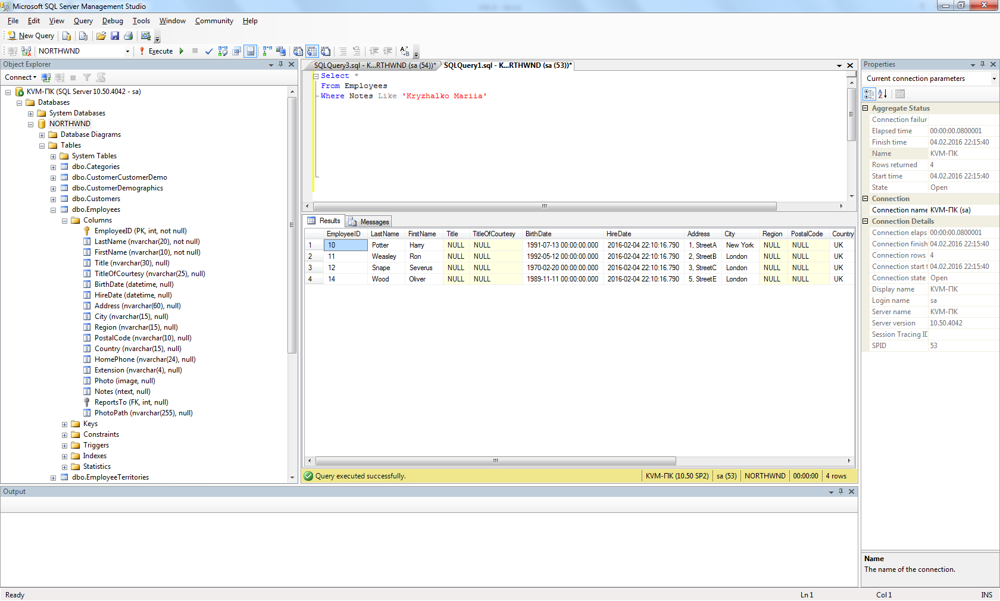 Microsoft SQL Server Management Studio
File Edit View Query Debug Tools Window Community Help
New Query
NORTHWND Execute
Object Explorer
Connect
KVM-ПК (SQL Server 10.50.4042 - sa)
Databases
System Databases
NORTHWND
Database Diagrams
Tables
System Tables
dbo.Categories
dbo.CustomerCustomerDemo
dbo.CustomerDemographics
dbo.Customers
dbo.Employees
Columns
EmployeeID (PK, int, not null)
LastName (nvarchar(20), not null)
FirstName (nvarchar(10), not null)
Title (nvarchar(30), null)
TitleOfCourtesy (nvarchar(25), null)
BirthDate (datetime, null)
HireDate (datetime, null)
Address (nvarchar(60), null)
City (nvarchar(15), null)
Region (nvarchar(15), null)
PostalCode (nvarchar(10), null)
Country (nvarchar(15), null)
HomePhone (nvarchar(24), null)
Extension (nvarchar(4), null)
Photo (image, null)
Notes (ntext, null)
ReportsTo (FK, int, null)
PhotoPath (nvarchar(255), null)
Keys
Constraints
Triggers
Indexes
Statistics
dbo.EmployeeTerritories
SQLQuery3.sql - K...RTHWND (sa (54))* SQLQuery1.sql - K...RTHWND (sa (53))*
Select *
From Employees
Where Notes Like 'Kryzhalko Mariia'
Results Messages
EmployeeID LastName FirstName Title TitleOfCourtesy BirthDate HireDate Address City Region PostalCode Country
1 10 Potter Harry NULL NULL 1991-07-13 00:00:00.000 2016-02-04 22:10:16.790 1, StreetA New York NULL NULL UK
2 11 Weasley Ron NULL NULL 1992-05-12 00:00:00.000 2016-02-04 22:10:16.790 2, StreetB London NULL NULL UK
3 12 Snape Severus NULL NULL 1970-02-20 00:00:00.000 2016-02-04 22:10:16.790 3, StreetC London NULL NULL UK
4 14 Wood Oliver NULL NULL 1989-11-11 00:00:00.000 2016-02-04 22:10:16.790 5, StreetE London NULL NULL UK
Query executed successfully. KVM-ПК (10.50 SP2) sa (53) NORTHWND 00:00:00 4 rows
Properties
Current connection parameters
Aggregate Status
Connection failur
Elapsed time 00:00:00.0800001
Finish time 04.02.2016 22:15:40
Name KVM-ПК
Rows returned 4
Start time 04.02.2016 22:15:40
State Open
Connection
Connection name KVM-ПК (sa)
Connection Details
Connection elaps 00:00:00.0800001
Connection finish 04.02.2016 22:15:40
Connection rows 4
Connection start t 04.02.2016 22:15:40
Connection state Open
Display name KVM-ПК
Login name sa
Server name KVM-ПК
Server version 10.50.4042
Session Tracing ID
SPID 53
Name
The name of the connection.
Output
Ready Ln 1 Col 1 INS